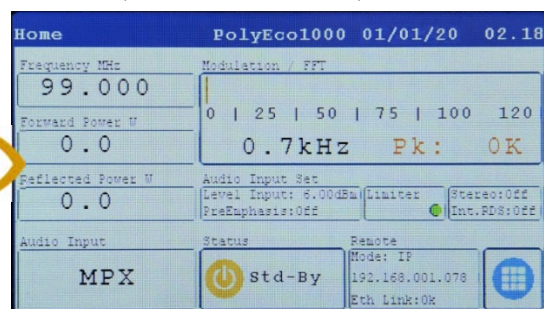 Home PolyEco1000 01/01/20 02.18
Frequency MHz
99.000
Forward Power W
0.0
Reflected Power W
0.0
Audio Input
MPX
Modulation / FFT
0 | 25 | 50 | 75 | 100 120
0.7kHz Pk: 0K
Audio Input Set
Level Input: 6.00dBm
PreEmphasis:Off
Limiter
Stereo:Off
Int.RDS:Off
Status
Std-By
Remote
Mode: IP
192.168.001.078
Eth Link:Ok